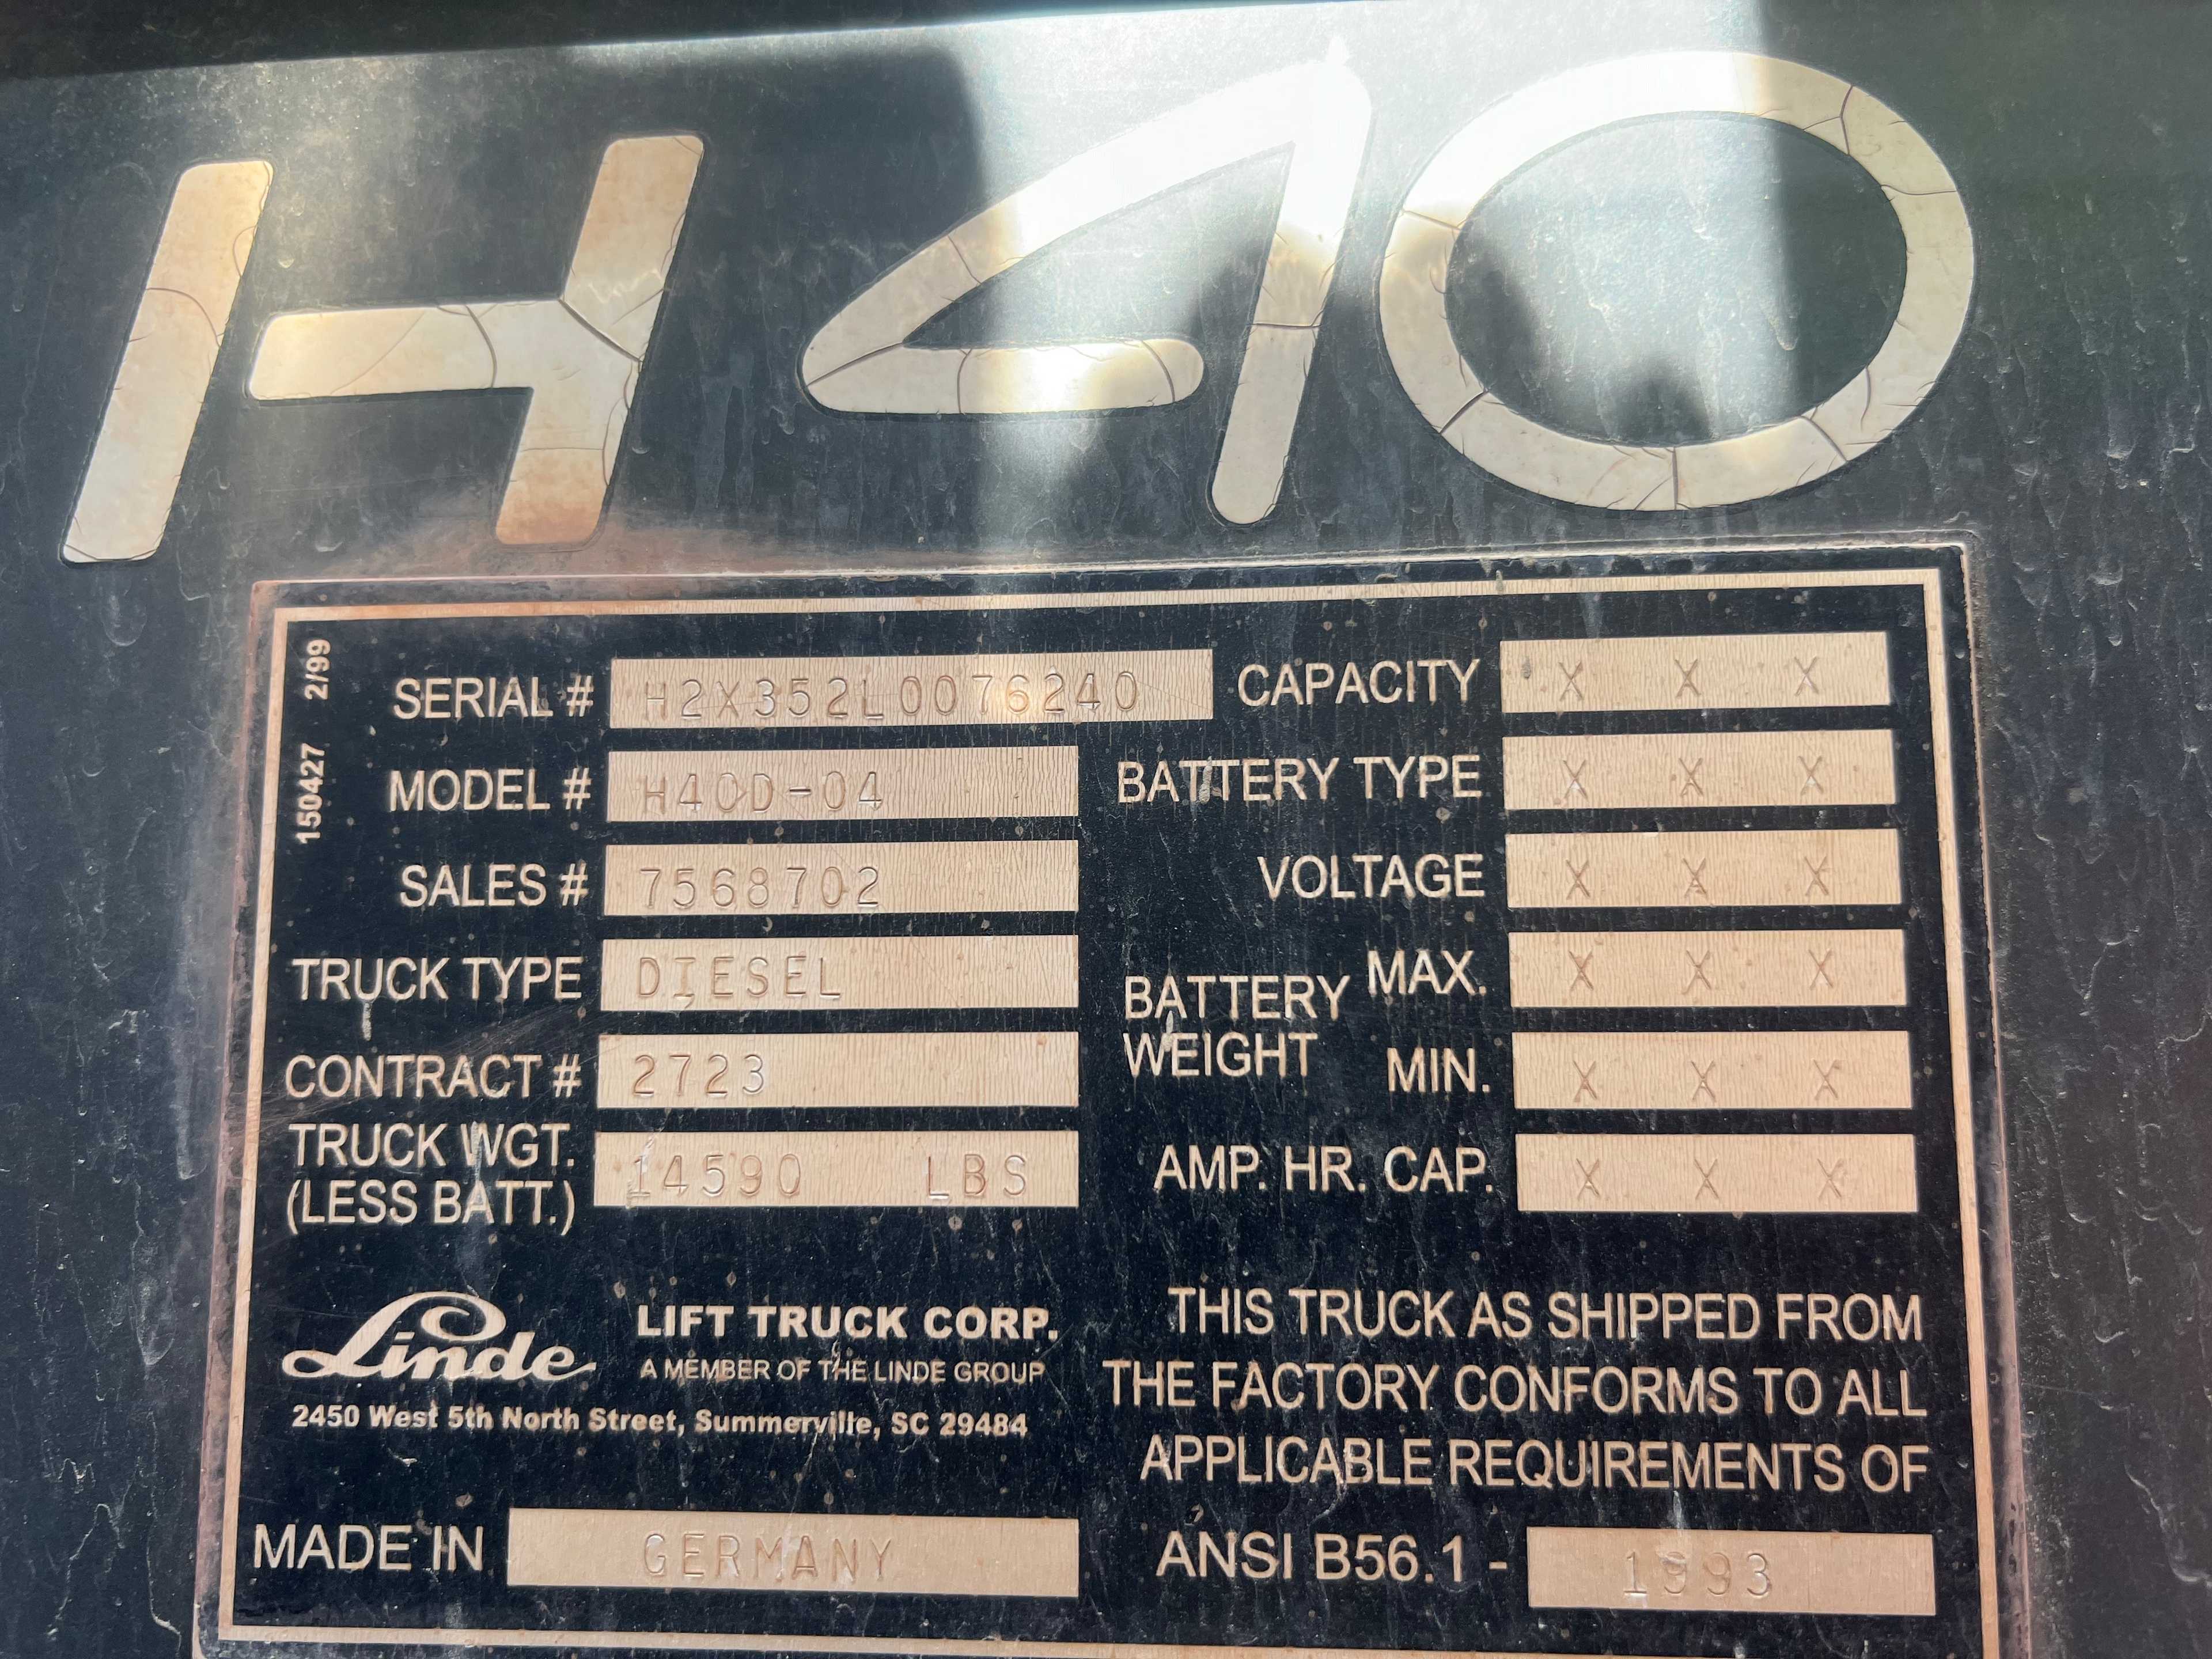 H 40
150427 2/99
SERIAL # H2X352L0076240
MODEL # H40D-04
SALES # 7568702
TRUCK TYPE DIESEL
CONTRACT # 2723
TRUCK WGT.
(LESS BATT.) 14590 LBS
CAPACITY X X X
BATTERY TYPE X X X
VOLTAGE X X X
BATTERY WEIGHT MAX. X X X
MIN. X X X
AMP. HR. CAP. X X X
Linde LIFT TRUCK CORP.
A MEMBER OF THE LINDE GROUP
2450 West 5th North Street, Summerville, SC 29484
MADE IN GERMANY
THIS TRUCK AS SHIPPED FROM
THE FACTORY CONFORMS TO ALL
APPLICABLE REQUIREMENTS OF
ANSI B56.1 - 1993